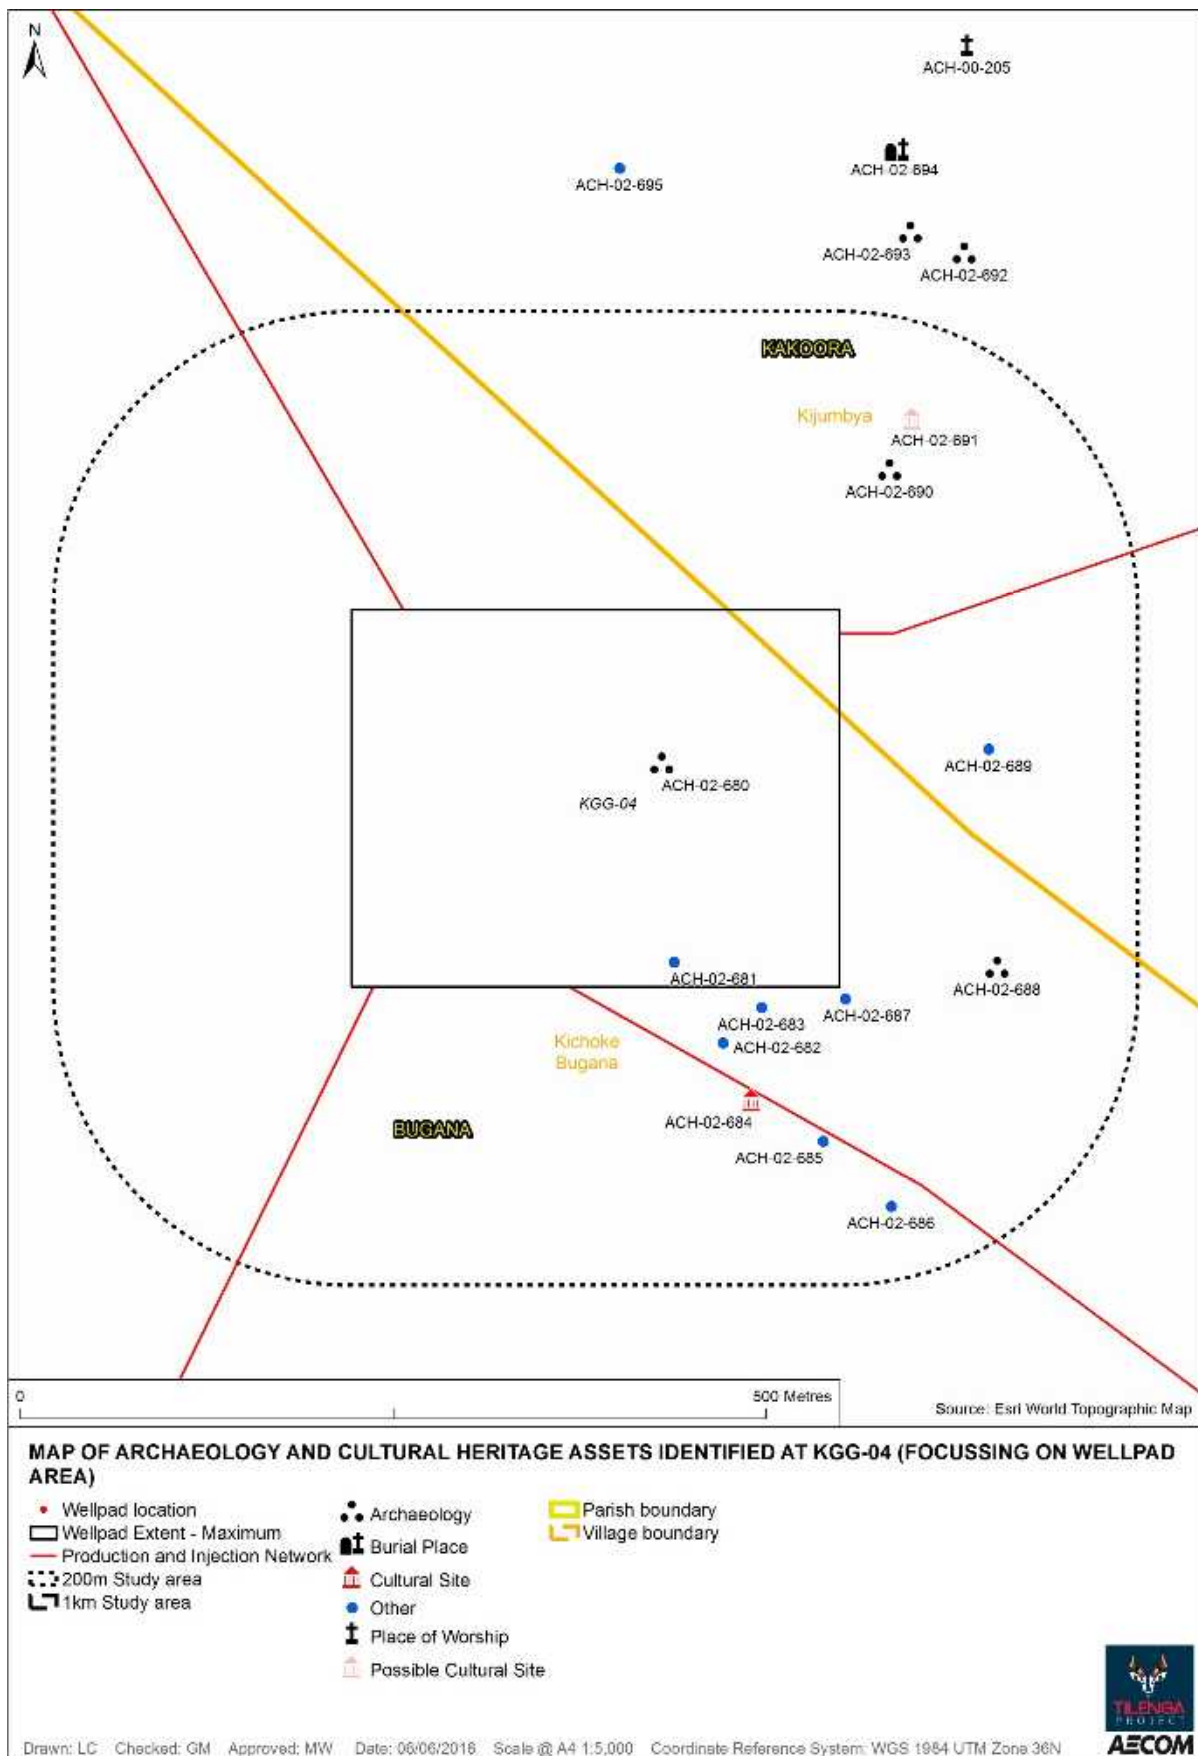 N
ACH-00-205
ACH-02-694
ACH-02-695
ACH-02-693
ACH-02-692
KAKOORA
Kijumbya
ACH-02-691
ACH-02-690
ACH-02-689
ACH-02-680
KGG-04
ACH-02-681
ACH-02-688
ACH-02-687
ACH-02-683
ACH-02-682
Kichoke
Bugana
ACH-02-684
BUGANA
ACH-02-685
ACH-02-686
0
500 Metres
Source: Esri World Topographic Map
MAP OF ARCHAEOLOGY AND CULTURAL HERITAGE ASSETS IDENTIFIED AT KGG-04 (FOCUSSING ON WELLPAD
AREA)
Wellpad location
Wellpad Extent - Maximum
Production and Injection Network
200m Study area
1km Study area
Archaeology
Burial Place
Cultural Site
Other
Place of Worship
Possible Cultural Site
Parish boundary
Village boundary
TILENGA
PROJECT
AECOM
Drawn: LC Checked: GM Approved: MW Date: 06/06/2018 Scale @ A4 1:5,000 Coordinate Reference System: WGS 1984 UTM Zone 36N